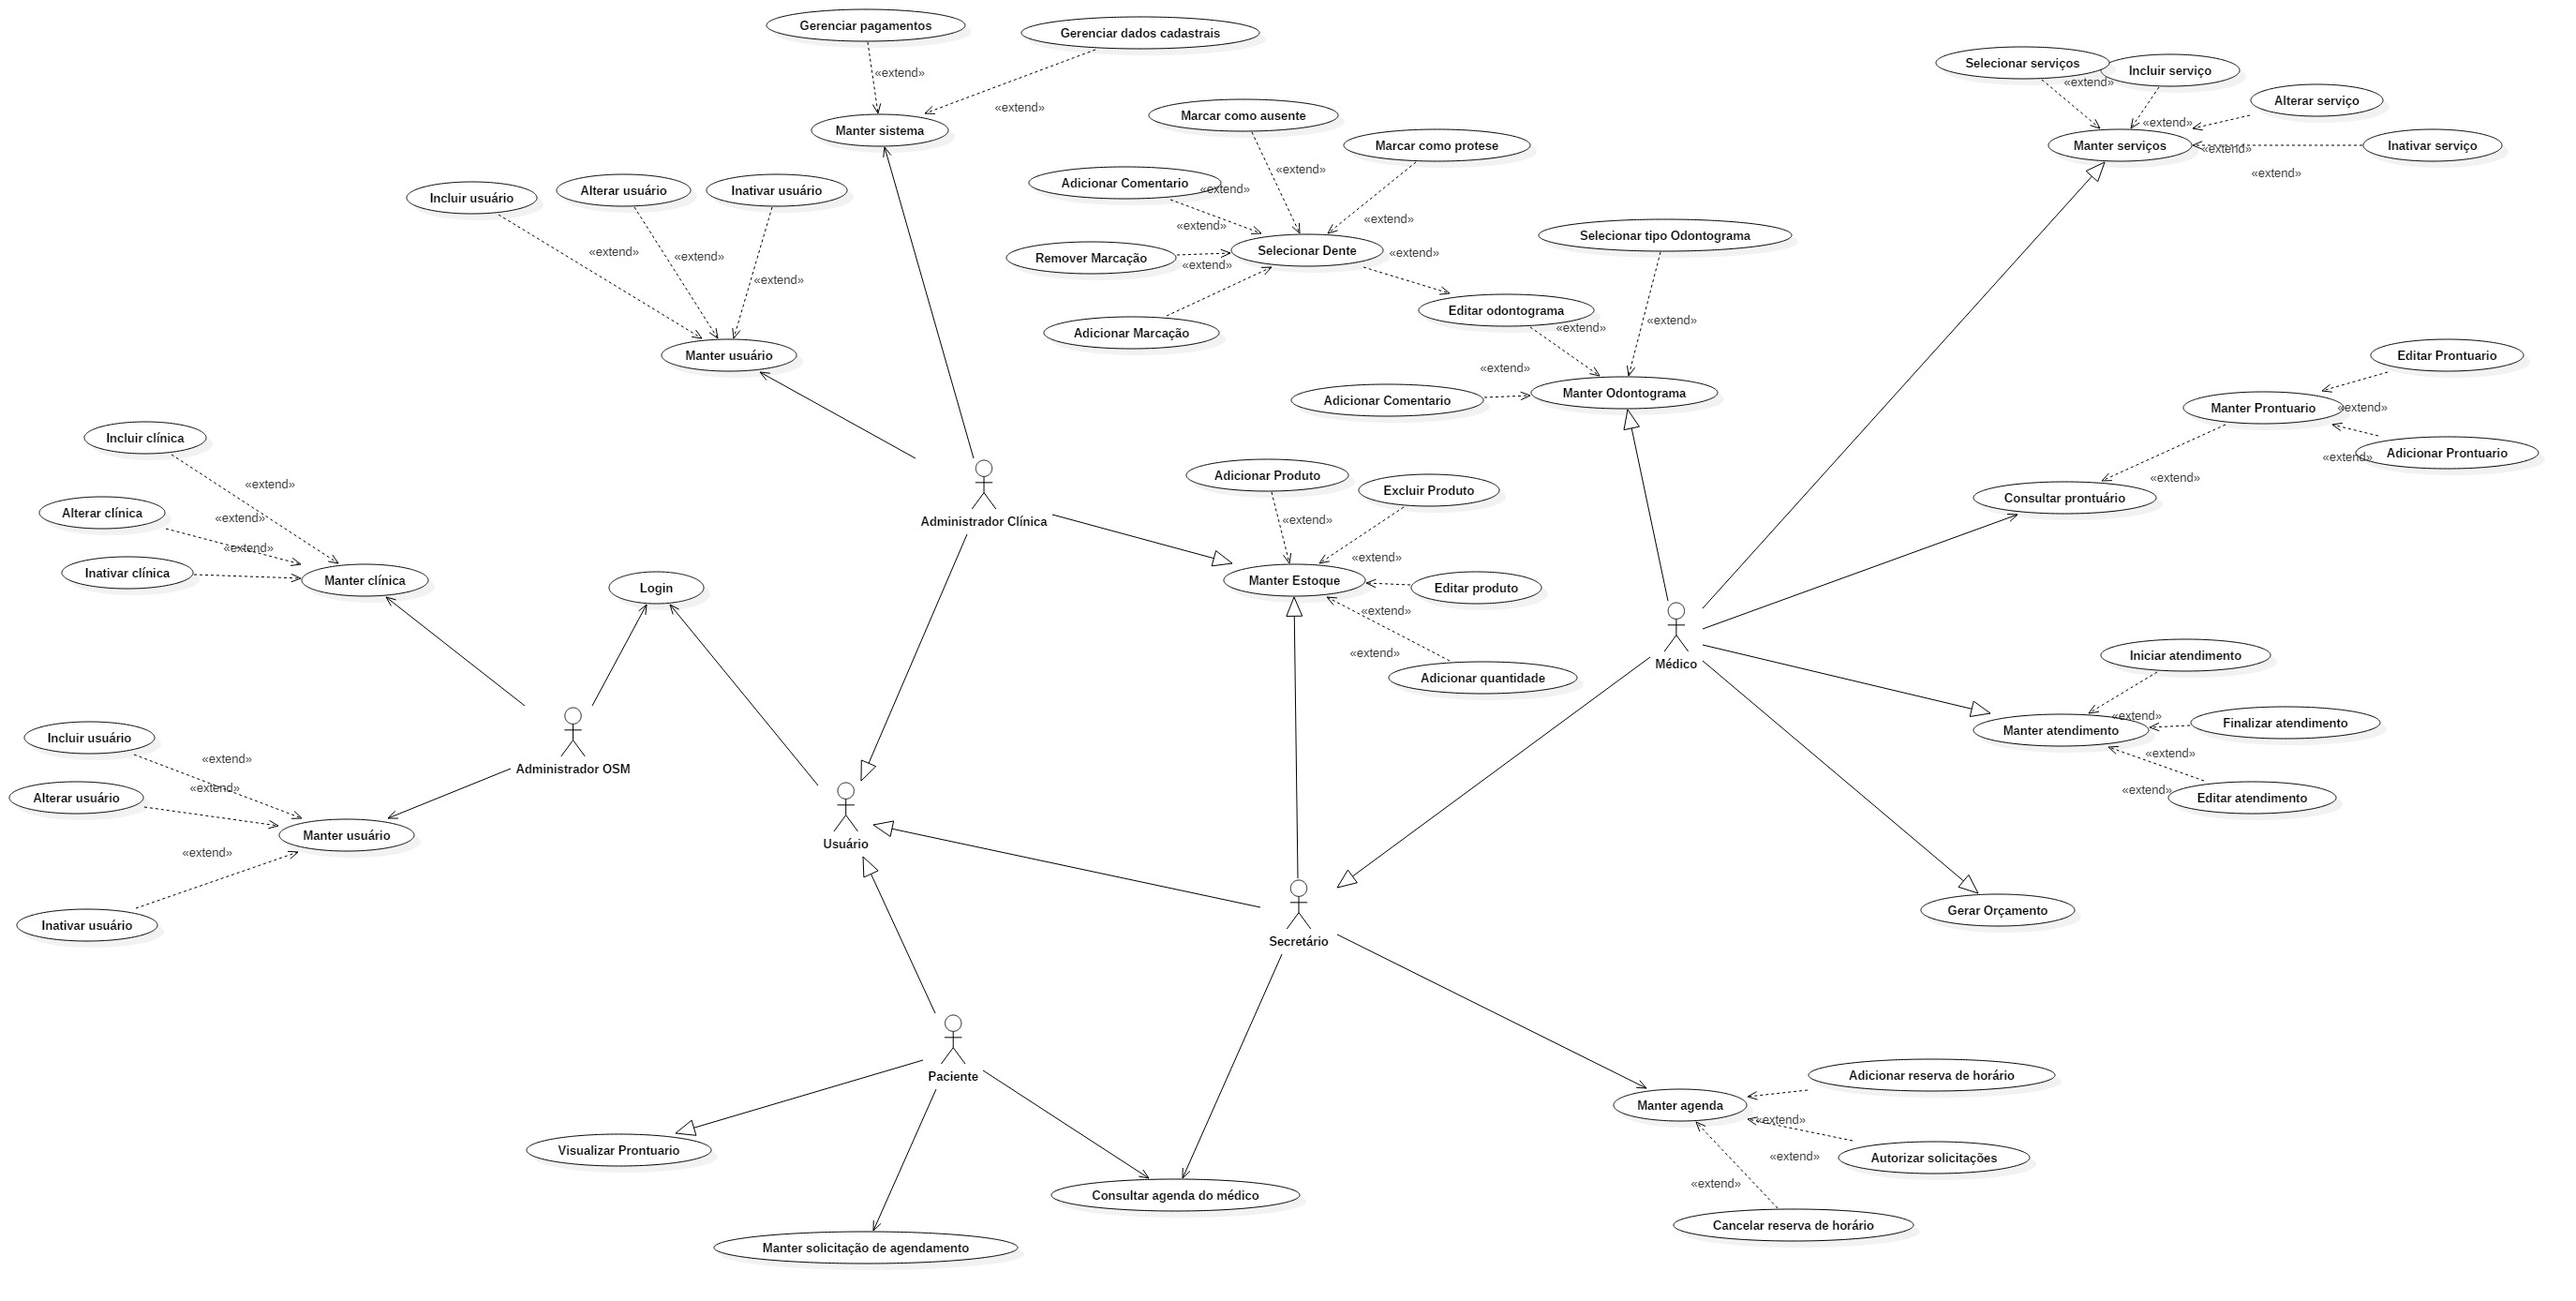 Gerenciar pagamentos
Gerenciar dados cadastrais
«extend»
«extend»
Manter sistema
Incluir usuário
Alterar usuário
Inativar usuário
«extend»
«extend»
«extend»
Manter usuário
Marcar como ausente
Marcar como protese
Adicionar Comentario
«extend»
«extend»
«extend»
«extend»
Remover Marcação
«extend»
Selecionar Dente
«extend»
Adicionar Marcação
Selecionar tipo Odontograma
Editar odontograma
«extend»
«extend»
«extend»
Adicionar Comentario
Manter Odontograma
Selecionar serviços
Incluir serviço
Alterar serviço
Inativar serviço
«extend»
«extend»
«extend»
«extend»
Manter serviços
Editar Prontuario
Manter Prontuario
«extend»
Adicionar Prontuario
«extend»
«extend»
Consultar prontuário
Incluir clínica
«extend»
Alterar clínica
«extend»
«extend»
Inativar clínica
Manter clínica
Login
Administrador Clínica
Adicionar Produto
Excluir Produto
«extend»
«extend»
Manter Estoque
Editar produto
«extend»
«extend»
Adicionar quantidade
Médico
Iniciar atendimento
«extend»
Finalizar atendimento
Manter atendimento
«extend»
«extend»
Editar atendimento
Administrador OSM
Incluir usuário
«extend»
Alterar usuário
«extend»
Manter usuário
«extend»
Inativar usuário
Usuário
Secretário
Gerar Orçamento
Paciente
Visualizar Prontuario
Manter solicitação de agendamento
Consultar agenda do médico
Adicionar reserva de horário
Manter agenda
«extend»
Autorizar solicitações
«extend»
«extend»
Cancelar reserva de horário